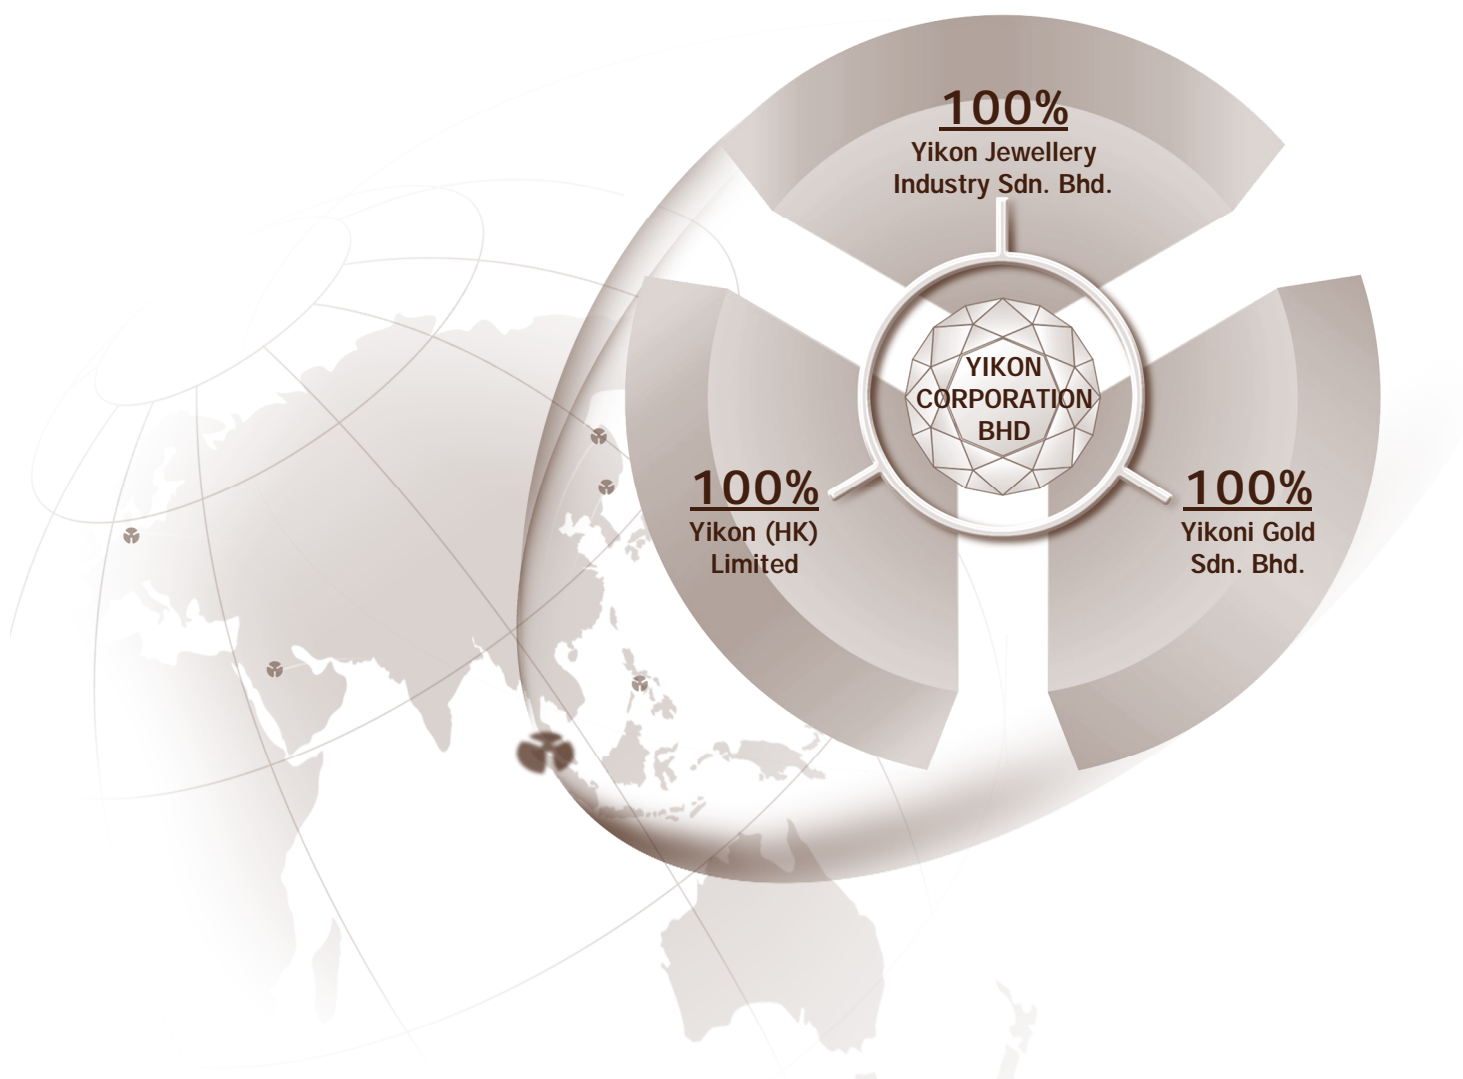 100%
Yikon Jewellery
Industry Sdn. Bhd.
YIKON
CORPORATION
BHD
100%
Yikon (HK)
Limited
100%
Yikoni Gold
Sdn. Bhd.